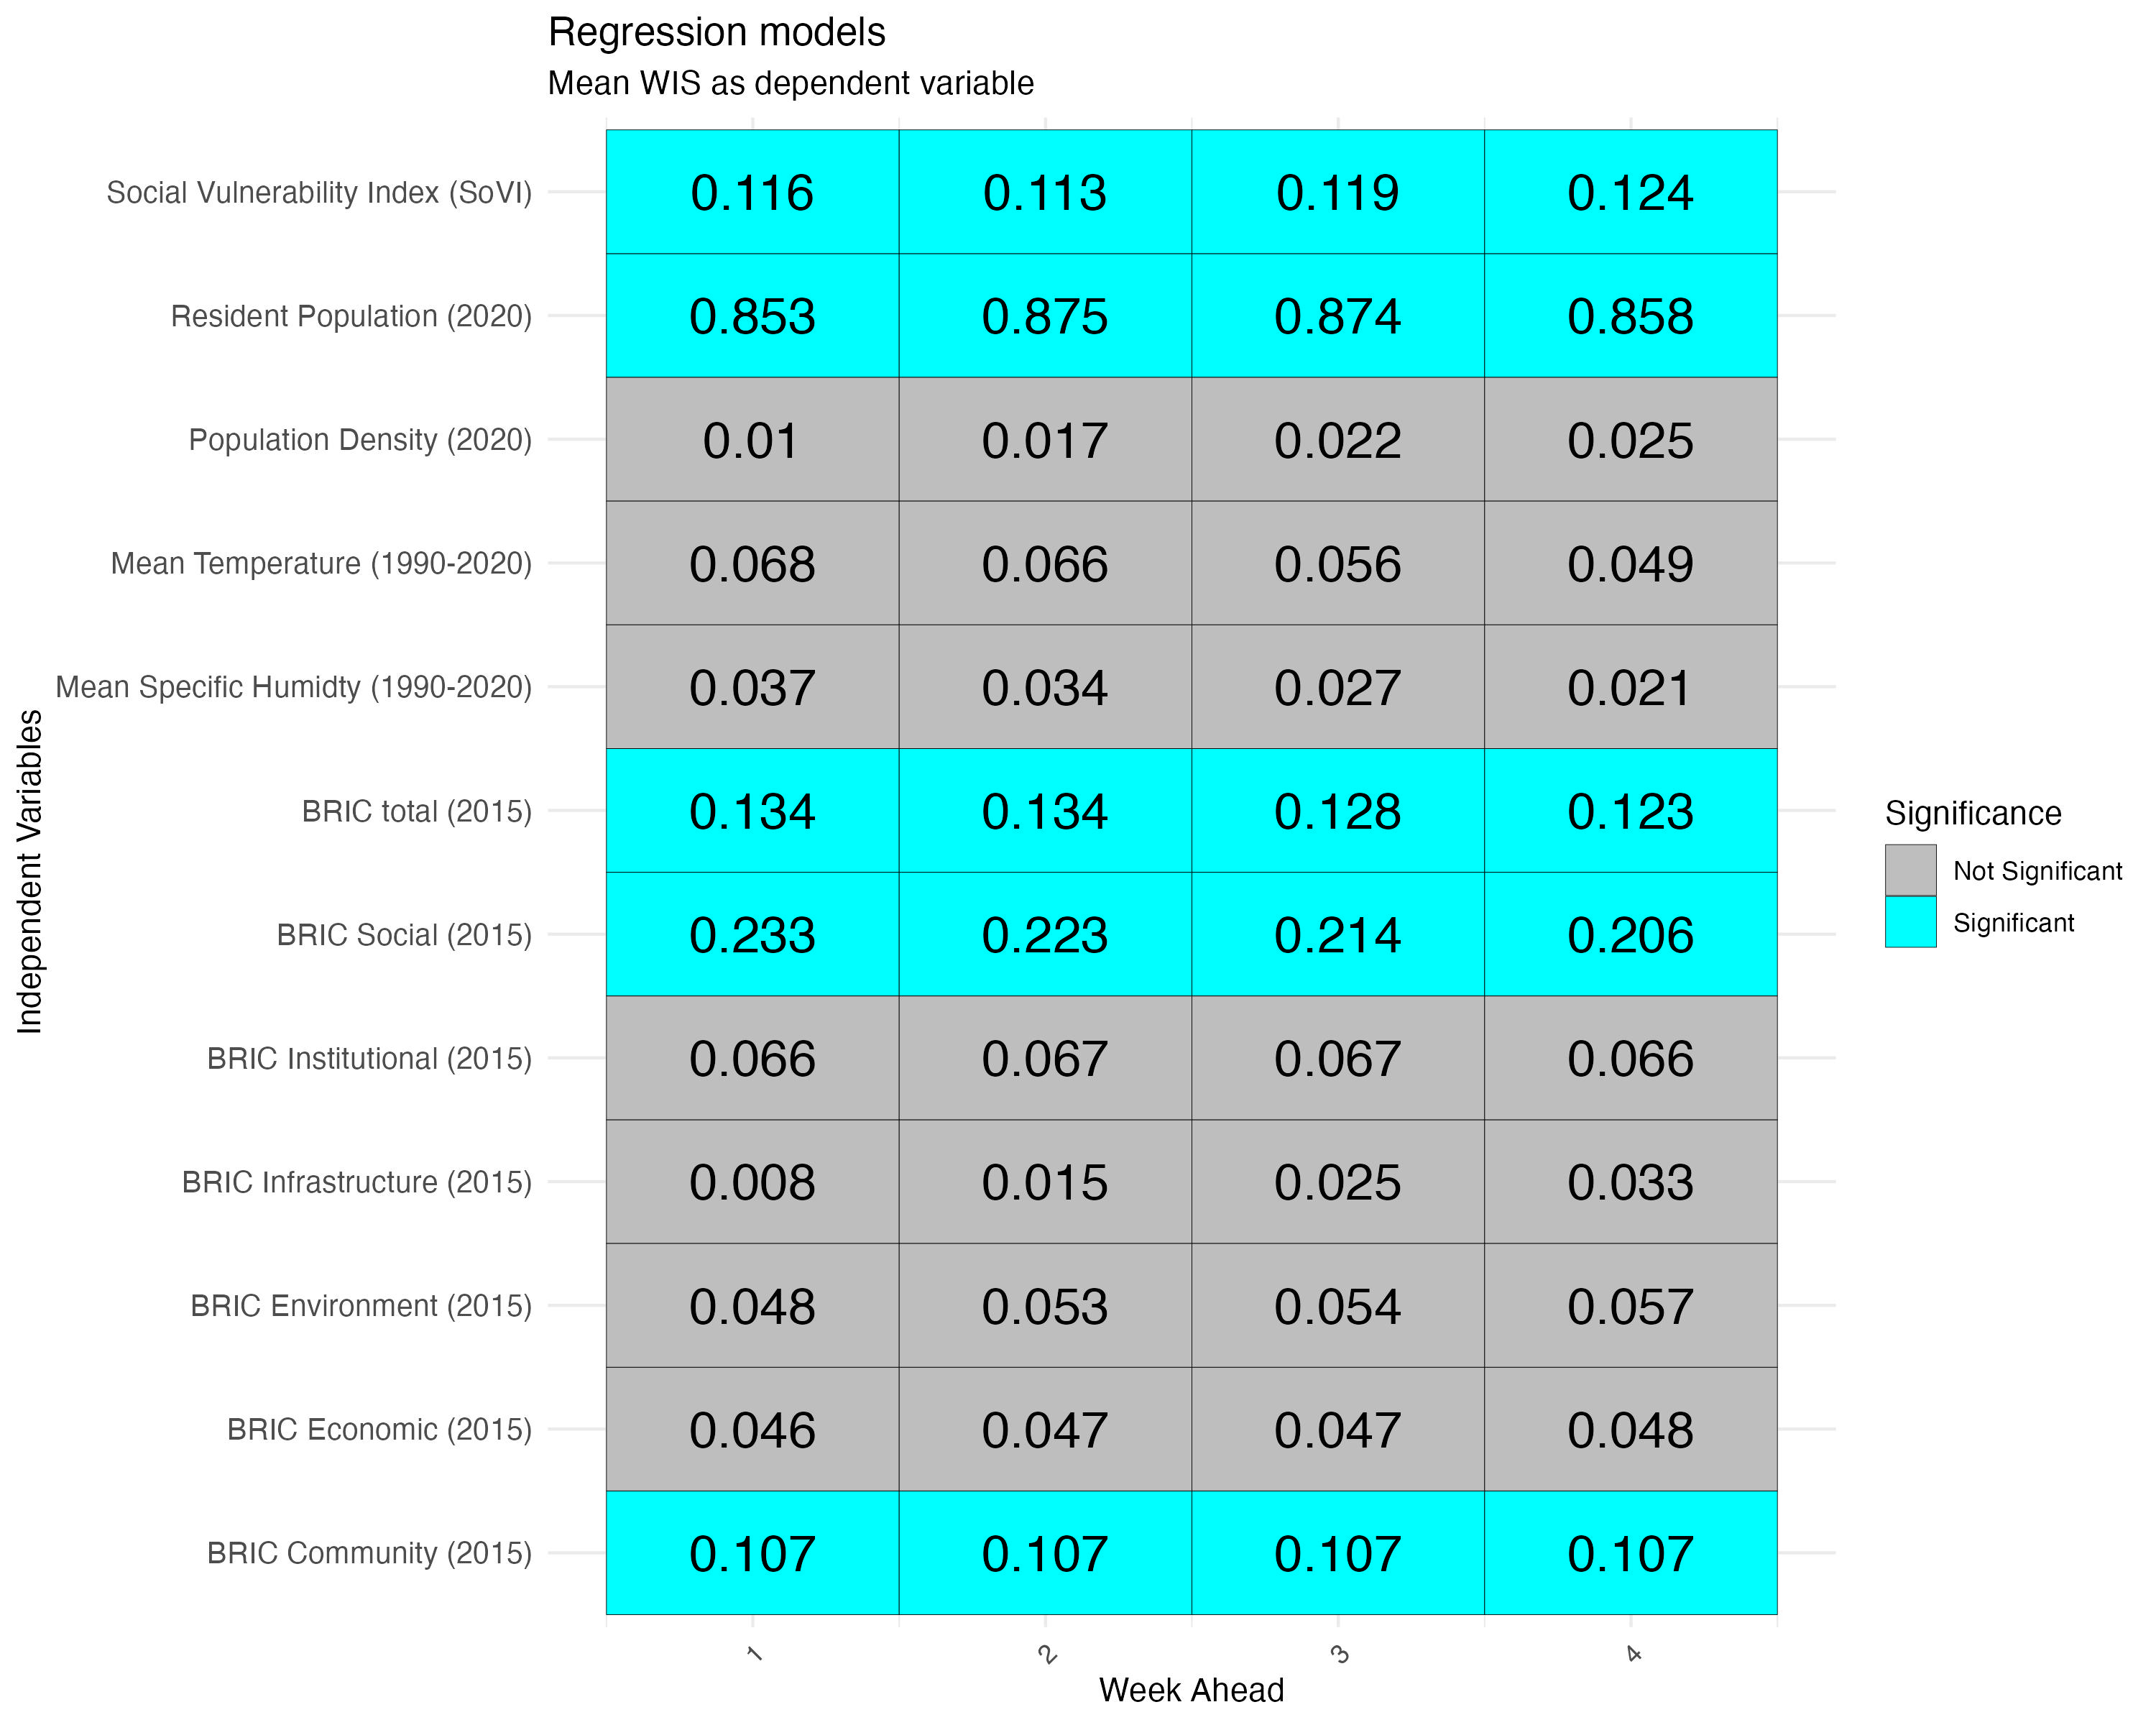 Regression models
Mean WIS as dependent variable
Social Vulnerability Index (SoVI) 0.116 0.113 0.119 0.124
Resident Population (2020) 0.853 0.875 0.874 0.858
Population Density (2020) 0.01 0.017 0.022 0.025
Mean Temperature (1990-2020) 0.068 0.066 0.056 0.049
Mean Specific Humidty (1990-2020) 0.037 0.034 0.027 0.021
BRIC total (2015) 0.134 0.134 0.128 0.123
BRIC Social (2015) 0.233 0.223 0.214 0.206
BRIC Institutional (2015) 0.066 0.067 0.067 0.066
BRIC Infrastructure (2015) 0.008 0.015 0.025 0.033
BRIC Environment (2015) 0.048 0.053 0.054 0.057
BRIC Economic (2015) 0.046 0.047 0.047 0.048
BRIC Community (2015) 0.107 0.107 0.107 0.107
1 2 3 4
Week Ahead
Independent Variables
Significance
Not Significant
Significant